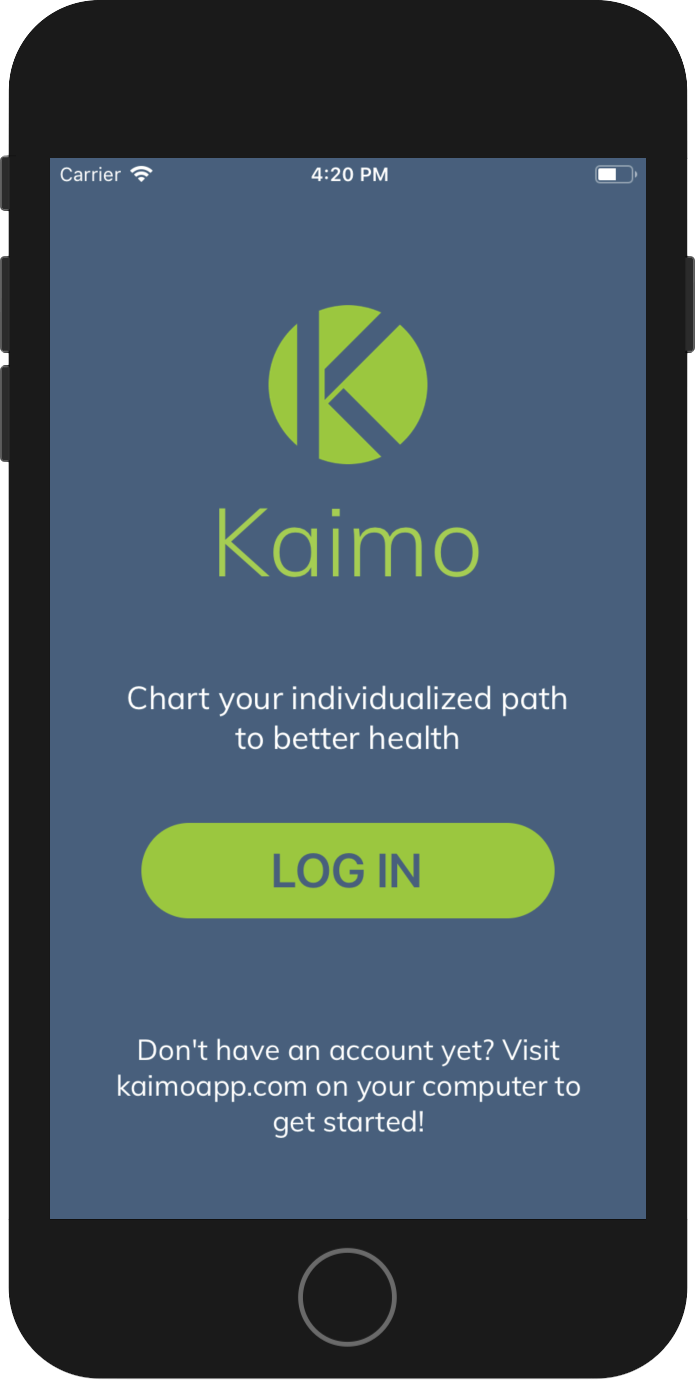 Carrier 4:20 PM
K
Kaimo
Chart your individualized path
to better health
LOG IN
Don't have an account yet? Visit
kaimoapp.com on your computer to
get started!